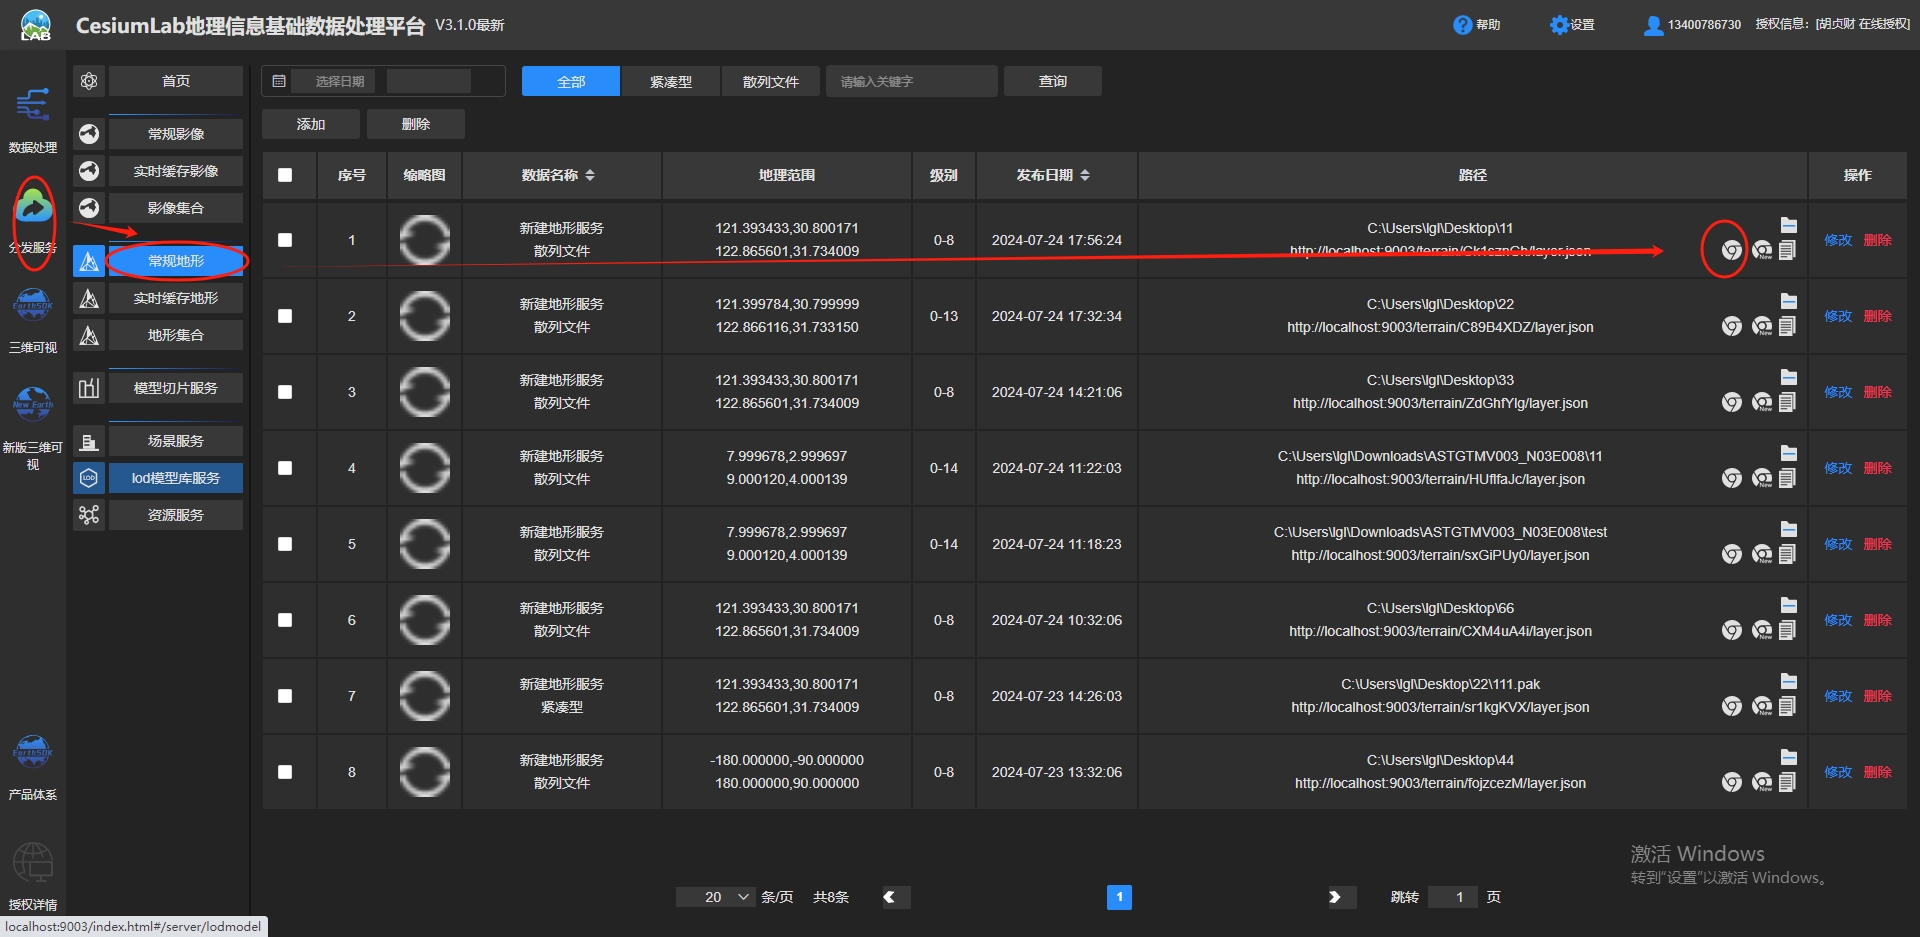 CesiumLab地理信息基础数据处理平台 V3.1.0最新
帮助 设置 13400786730 授权信息: [胡贞财 在线授权]
数据处理
分发服务
三维可视
新版三维可视
产品体系
授权详情
首页
常规影像
实时缓存影像
影像集合
常规地形
实时缓存地形
地形集合
模型切片服务
场景服务
lod模型库服务
资源服务
选择日期 全部 紧凑型 散列文件 请输入关键字 查询
添加 删除
序号 缩略图 数据名称 地理范围 级别 发布日期 路径 操作
1 新建地形服务 散列文件 121.393433,30.800171 122.865601,31.734009 0-8 2024-07-24 17:56:24 C:\Users\lgl\Desktop\11 修改 删除
2 新建地形服务 散列文件 121.399784,30.799999 122.866116,31.733150 0-13 2024-07-24 17:32:34 C:\Users\lgl\Desktop\22 http://localhost:9003/terrain/C89B4XDZ/layer.json 修改 删除
3 新建地形服务 散列文件 121.393433,30.800171 122.865601,31.734009 0-8 2024-07-24 14:21:06 C:\Users\lgl\Desktop\33 http://localhost:9003/terrain/ZdGhfYlg/layer.json 修改 删除
4 新建地形服务 散列文件 7.999678,2.999697 9.000120,4.000139 0-14 2024-07-24 11:22:03 C:\Users\lgl\Downloads\ASTGTMV003_N03E008\11 http://localhost:9003/terrain/HUflfaJc/layer.json 修改 删除
5 新建地形服务 散列文件 7.999678,2.999697 9.000120,4.000139 0-14 2024-07-24 11:18:23 C:\Users\lgl\Downloads\ASTGTMV003_N03E008\test http://localhost:9003/terrain/sxGiPUy0/layer.json 修改 删除
6 新建地形服务 散列文件 121.393433,30.800171 122.865601,31.734009 0-8 2024-07-24 10:32:06 C:\Users\lgl\Desktop\66 http://localhost:9003/terrain/CXM4uA4i/layer.json 修改 删除
7 新建地形服务 紧凑型 121.393433,30.800171 122.865601,31.734009 0-8 2024-07-23 14:26:03 C:\Users\lgl\Desktop\22\111.pak http://localhost:9003/terrain/sr1kgKVX/layer.json 修改 删除
8 新建地形服务 散列文件 -180.000000,-90.000000 180.000000,90.000000 0-8 2024-07-23 13:32:06 C:\Users\lgl\Desktop\44 http://localhost:9003/terrain/fojzcezM/layer.json 修改 删除
20 条/页 共8条 1 跳转 1 页
激活 Windows
转到"设置"以激活 Windows。
localhost:9003/index.html#/server/lodmodel